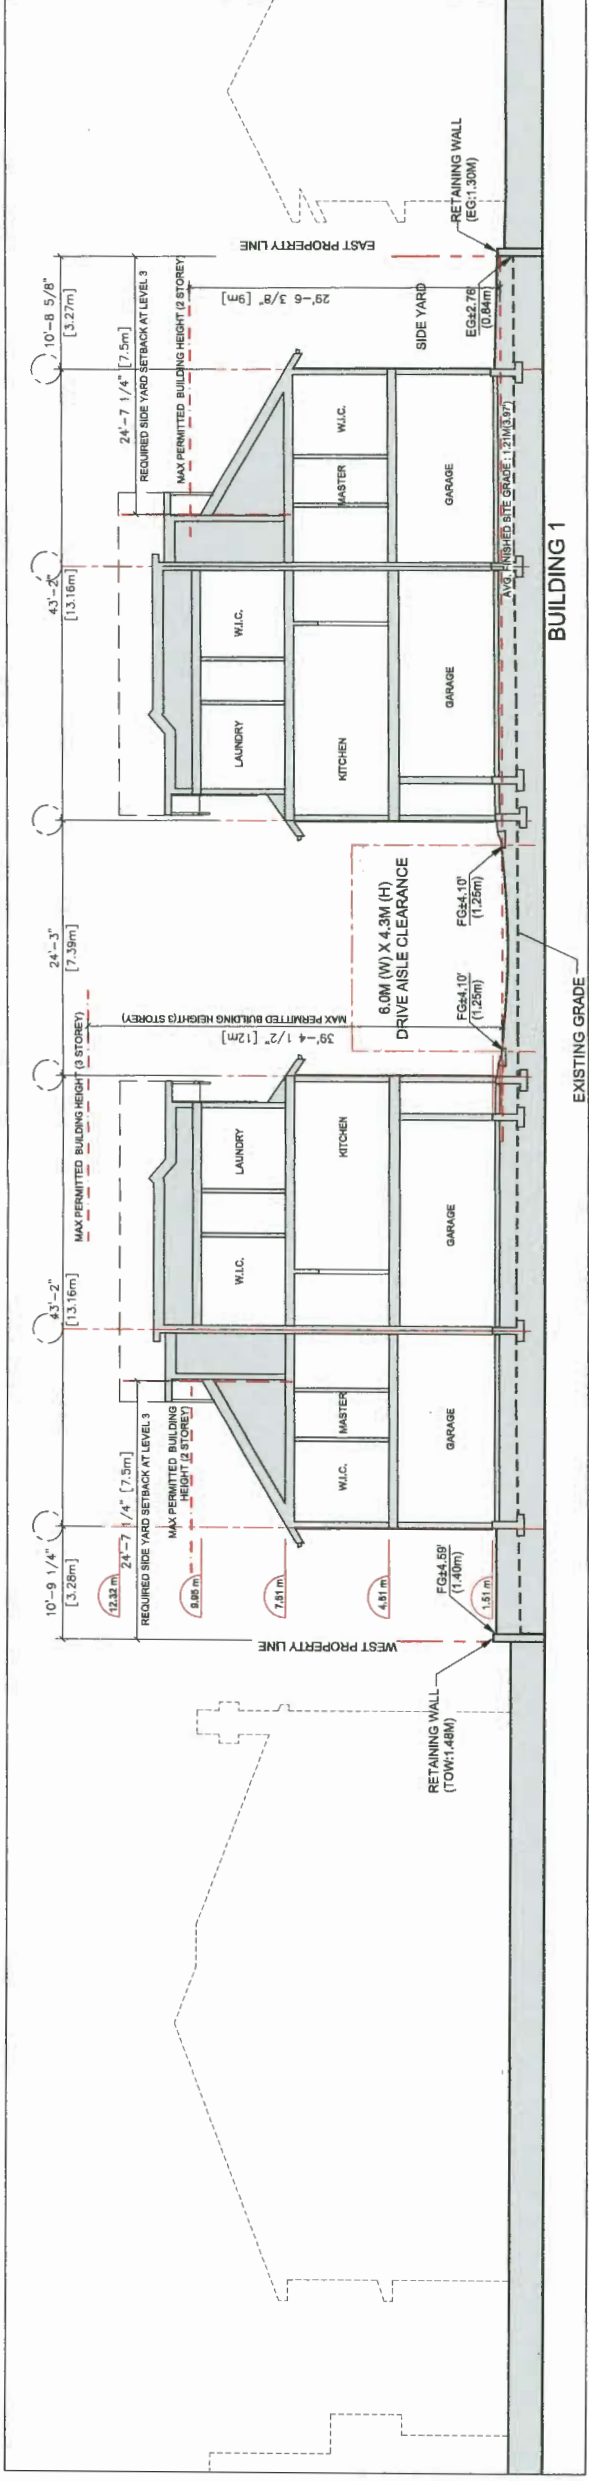 10'-9 1/4"
[3.28m]
43'-2"
[13.16m]
24'-3"
[7.39m]
43'-2"
[13.16m]
10'-8 5/8"
[3.27m]
24'-7 1/4" [7.5m]
REQUIRED SIDE YARD SETBACK AT LEVEL 3
MAX PERMITTED BUILDING
HEIGHT (2 STOREY)
MAX PERMITTED BUILDING HEIGHT (3 STOREY)
24'-7 1/4" [7.5m]
REQUIRED SIDE YARD SETBACK AT LEVEL 3
MAX PERMITTED BUILDING HEIGHT (2 STOREY)
12.32 m
9.95 m
7.51 m
4.51 m
1.51 m
WEST PROPERTY LINE
RETAINING WALL
(TOW:1.48M)
FG±4.59'
(1.40m)
W.I.C.
LAUNDRY
W.I.C.
MASTER
KITCHEN
GARAGE
GARAGE
MAX PERMITTED BUILDING HEIGHT(3 STOREY)
39'-4 1/2" [12m]
6.0M (W) X 4.3M (H)
DRIVE AISLE CLEARANCE
FG±4.10'
(1.25m)
FG±4.10'
(1.25m)
LAUNDRY
W.I.C.
KITCHEN
MASTER
W.I.C.
GARAGE
GARAGE
29'-6 3/8" [9m]
EAST PROPERTY LINE
SIDE YARD
EG±2.76'
(0.84m)
RETAINING WALL
(EG:1.30M)
AVG. FINISHED SITE GRADE : 1.21M(3.97')
EXISTING GRADE
BUILDING 1